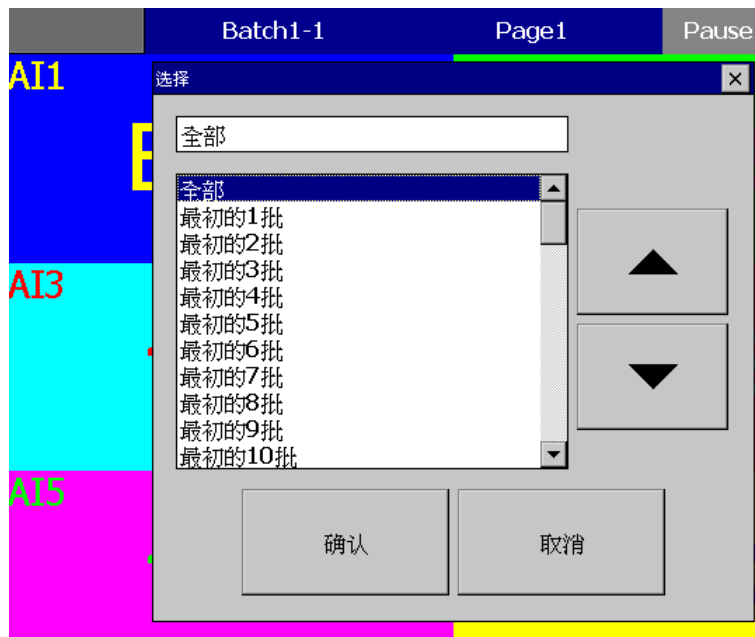 Batch1-1 Page1 Pause
AI1
选择
全部
全部
最初的1批
最初的2批
最初的3批
最初的4批
最初的5批
最初的6批
最初的7批
最初的8批
最初的9批
最初的10批
AI3
AI5
确认 取消